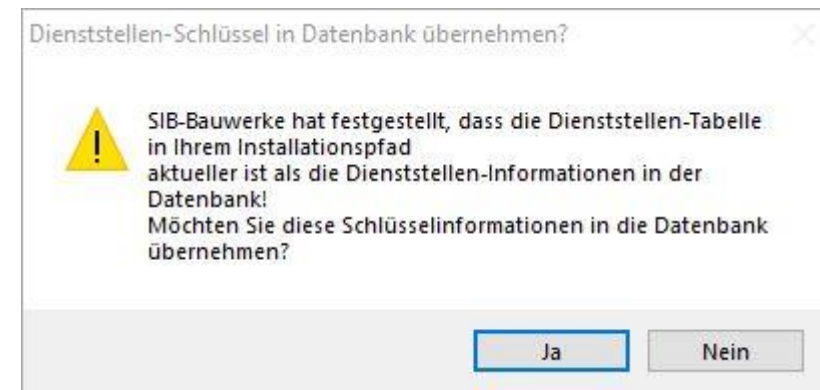 Dienststellen-Schlüssel in Datenbank übernehmen?
SIB-Bauwerke hat festgestellt, dass die Dienststellen-Tabelle
in Ihrem Installationspfad
aktueller ist als die Dienststellen-Informationen in der
Datenbank!
Möchten Sie diese Schlüsselinformationen in die Datenbank
übernehmen?
Ja
Nein